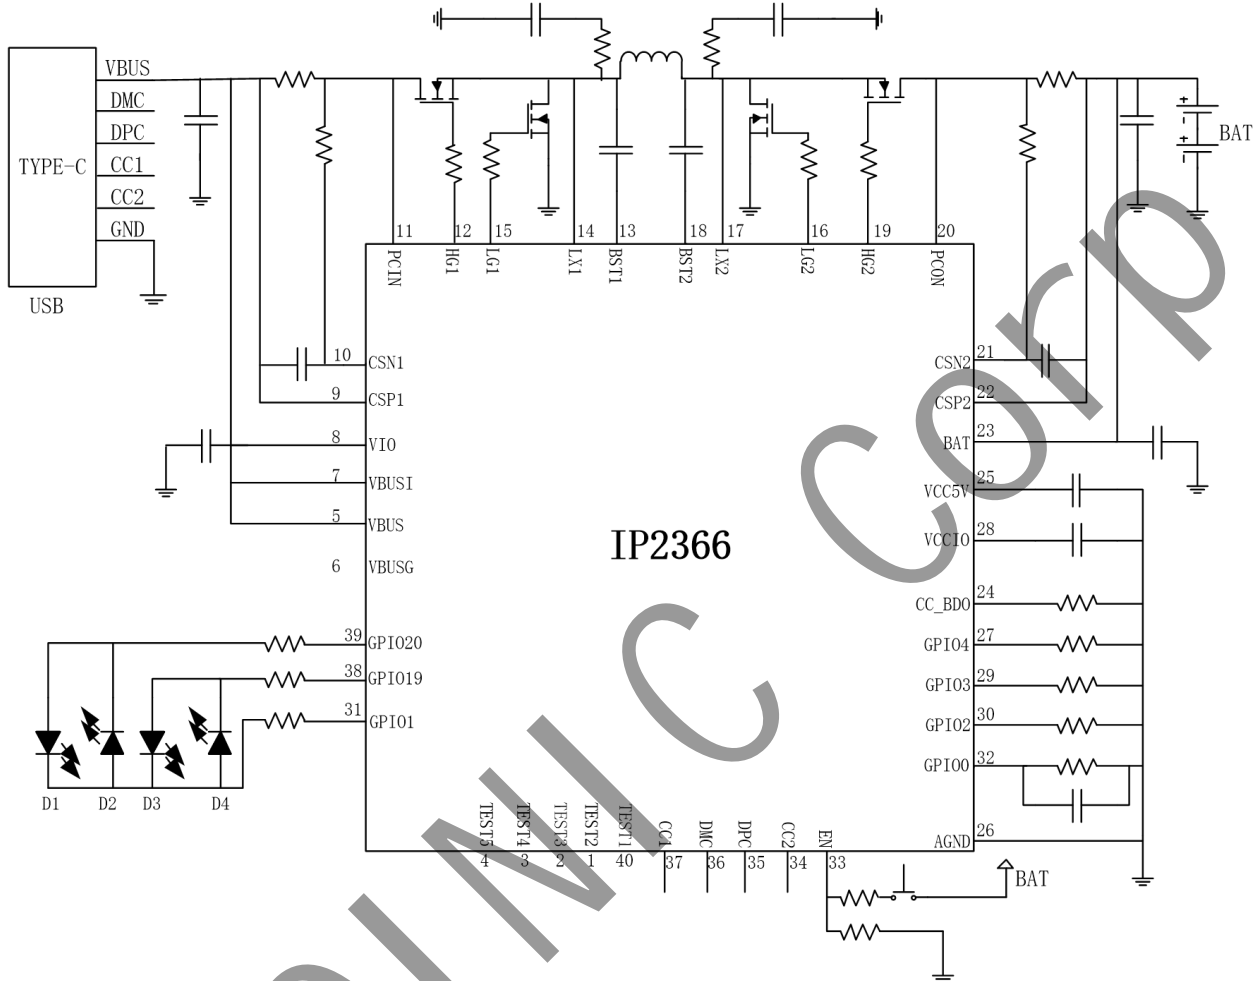 VBUS
DMC
DPC
CC1
CC2
GND
TYPE-C
USB
BAT
11
12
15
14
13
18
17
16
19
20
PCIN
HG1
LG1
LX1
BST1
BST2
LX2
LG2
HG2
PCON
10
CSN1
9
CSP1
8
VIO
7
VBUSI
5
VBUS
6
VBUSG
39
GPIO20
38
GPIO19
31
GPIO1
D1
D2
D3
D4
IP2366
CSN2
21
CSP2
22
BAT
23
VCC5V
25
VCCIO
28
CC_BDO
24
GPIO4
27
GPIO3
29
GPIO2
30
GPIO0
32
AGND
26
TEST5
TEST4
TEST3
TEST2
TEST1
CC1
DMC
DPC
CC2
EN
4
3
2
1
40
37
36
35
34
33
BAT
INIC Corp